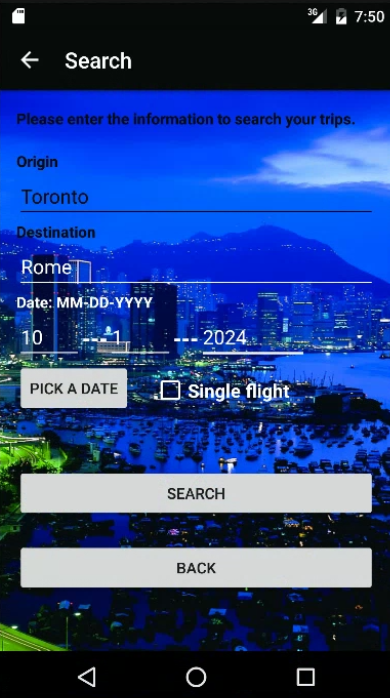 3G 7:50
Search
Please enter the information to search your trips.
Origin
Toronto
Destination
Rome
Date: MM-DD-YYYY
10 --- 1 --- 2024
PICK A DATE Single flight
SEARCH
BACK